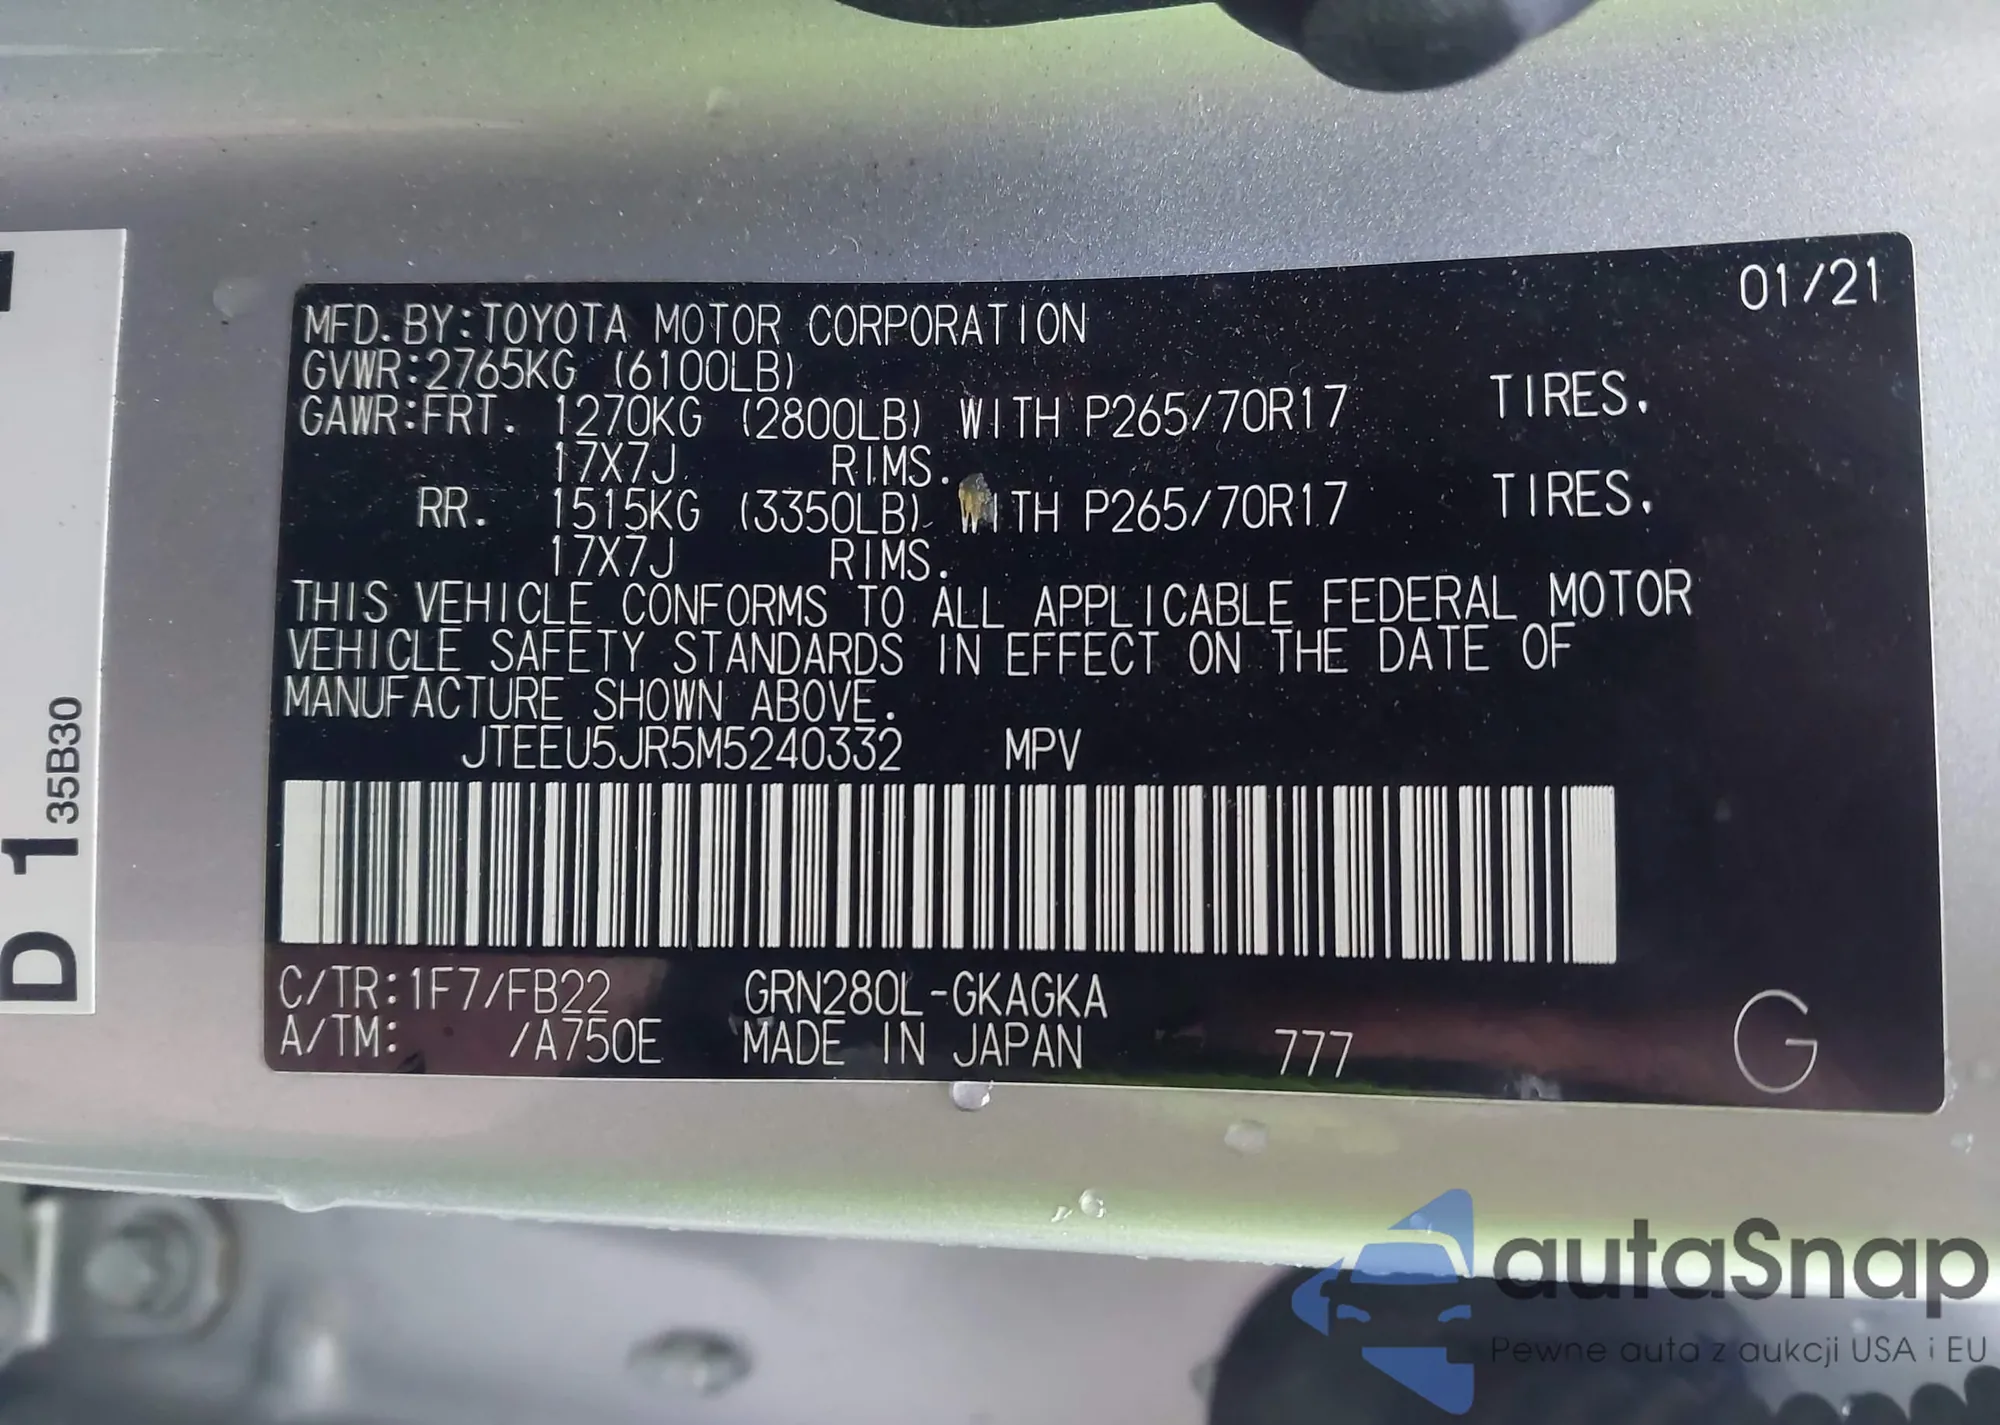 01/21
MFD.BY:TOYOTA MOTOR CORPORATION
GVWR:2765KG (6100LB)
GAWR:FRT. 1270KG (2800LB) WITH P265/70R17 TIRES.
17X7J RIMS.
RR. 1515KG (3350LB) WITH P265/70R17 TIRES.
17X7J RIMS.
THIS VEHICLE CONFORMS TO ALL APPLICABLE FEDERAL MOTOR
VEHICLE SAFETY STANDARDS IN EFFECT ON THE DATE OF
MANUFACTURE SHOWN ABOVE.
JTEEU5JR5M5240332 MPV
C/TR:1F7/FB22 GRN280L-GKAGKA
A/TM: /A750E MADE IN JAPAN 777 G
D 1 35B30
autaSnap
Pewne auta z aukcji USA i EU